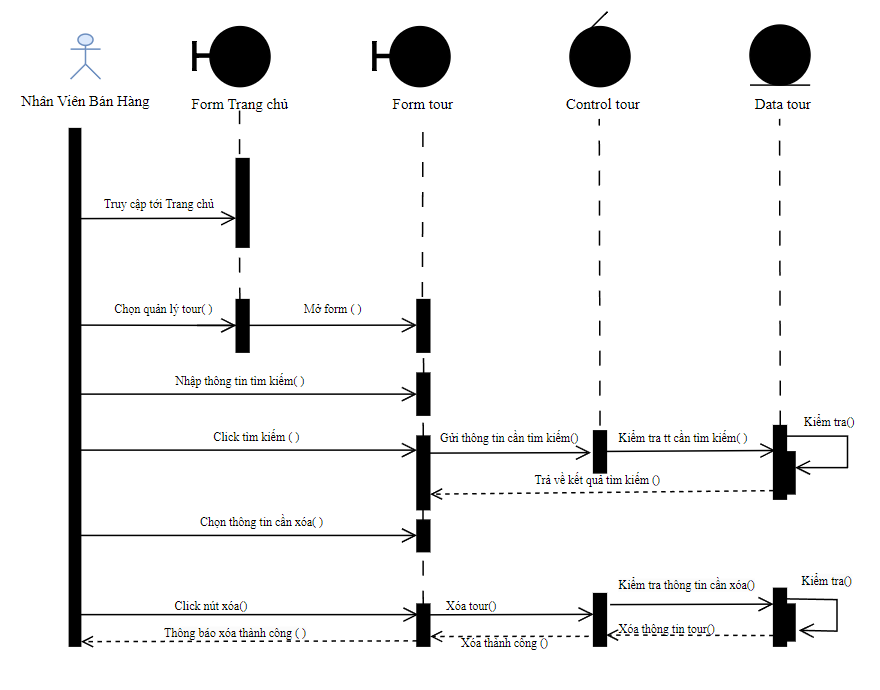 Nhân Viên Bán Hàng
Form Trang chủ
Form tour
Control tour
Data tour
Truy cập tới Trang chủ
Chọn quản lý tour( )
Mở form ( )
Nhập thông tin tìm kiếm( )
Click tìm kiếm ( )
Gửi thông tin cần tìm kiếm()
Kiểm tra tt cần tìm kiếm( )
Kiểm tra()
Trả về kết quả tìm kiếm ()
Chọn thông tin cần xóa( )
Kiểm tra thông tin cần xóa()
Kiểm tra()
Click nút xóa()
Xóa tour()
Xóa thông tin tour()
Thông báo xóa thành công ( )
Xóa thành công ()